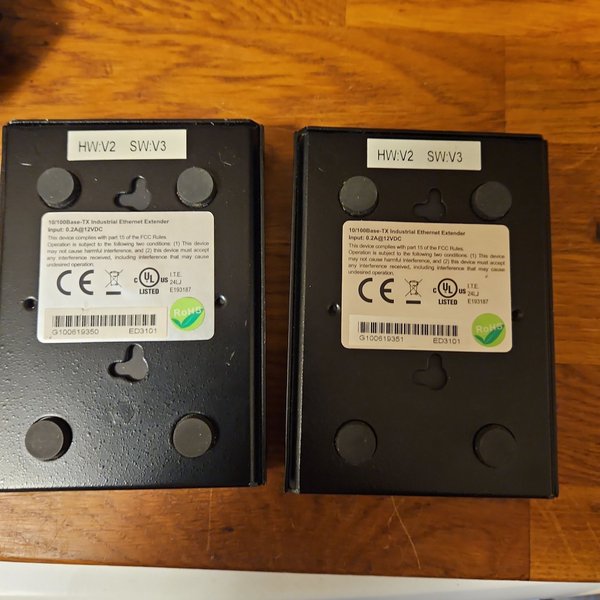 HW:V2 SW:V3
10/100Base-TX Industrial Ethernet Extender
Input: 0.2A@12VDC
This device complies with part 15 of the FCC Rules.
Operation is subject to the following two conditions: (1) This device
may not cause harmful interference, and (2) this device must accept
any interference received, including interference that may cause
undesired operation.
CE
C UL US
LISTED
I.T.E.
24LJ
E193187
RoHS
G100619350 ED3101
HW:V2 SW:V3
10/100Base-TX Industrial Ethernet Extender
Input: 0.2A@12VDC
This device complies with part 15 of the FCC Rules.
Operation is subject to the following two conditions: (1) This device
may not cause harmful interference, and (2) this device must accept
any interference received, including interference that may cause
undesired operation.
CE
C UL US
LISTED
I.T.E.
24LJ
E193187
RoHS
G100619351 ED3101